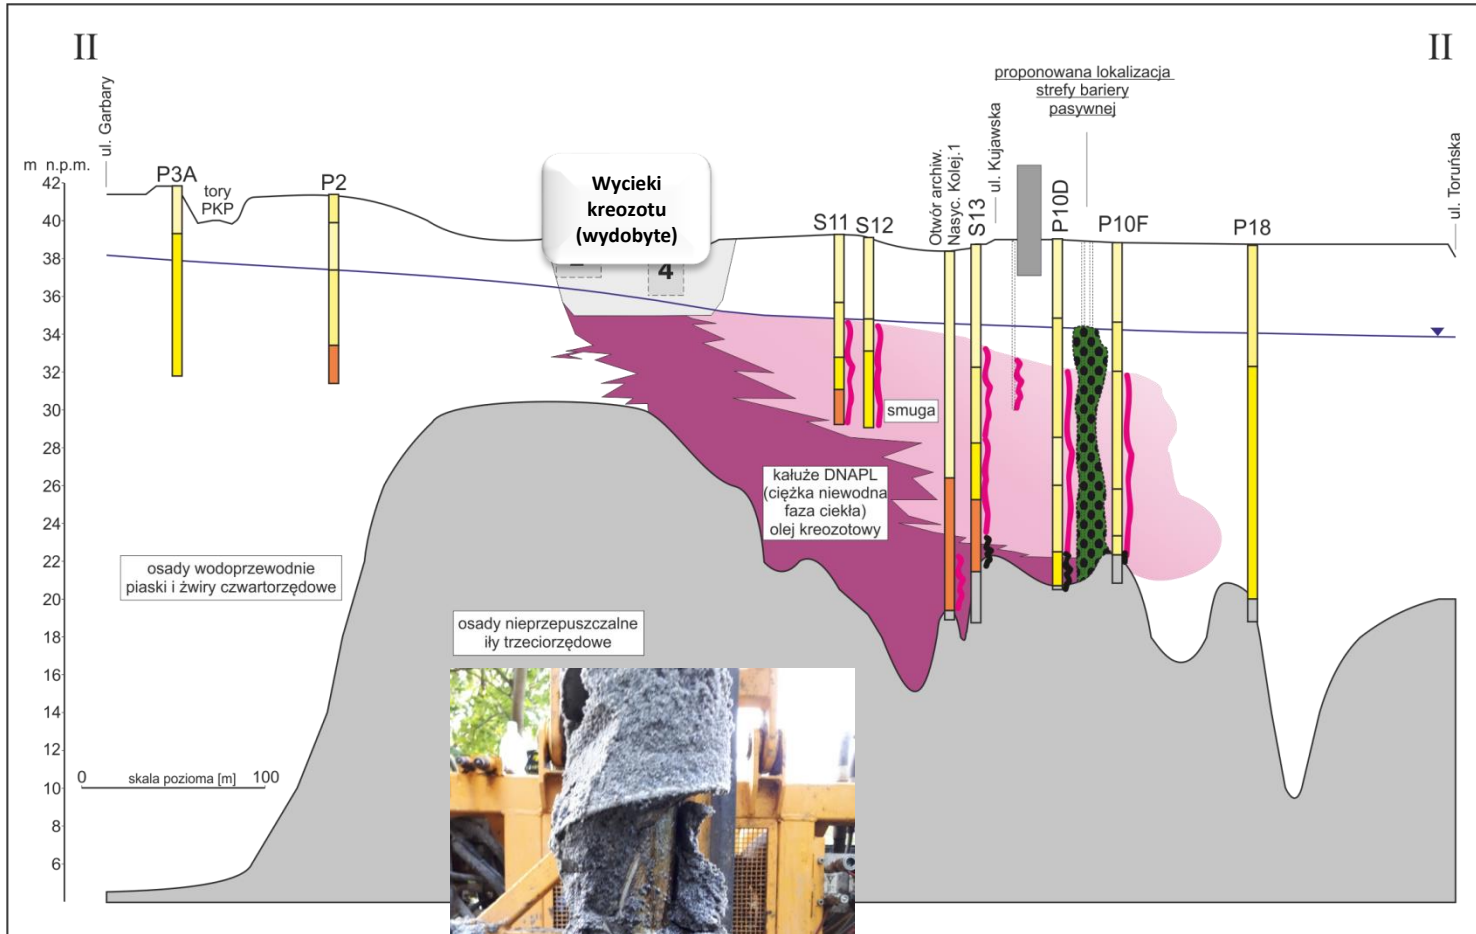 II
II
ul. Garbary
proponowana lokalizacja
strefy bariery
pasywnej
ul. Toruńska
m n.p.m.
P3A
tory
PKP
P2
Wycieki
kreozotu
(wydobyte)
4
S11
S12
Otwór archiw.
Nasyc. Kolej.1
S13
ul. Kujawska
P10D
P10F
P18
42
40
38
36
34
32
30
28
26
24
22
20
18
16
14
12
10
8
6
smuga
kałuże DNAPL
(ciężka niewodna
faza ciekła)
olej kreozotowy
osady wodoprzewodnie
piaski i żwiry czwartorzędowe
osady nieprzepuszczalne
iły trzeciorzędowe
0 skala pozioma [m] 100